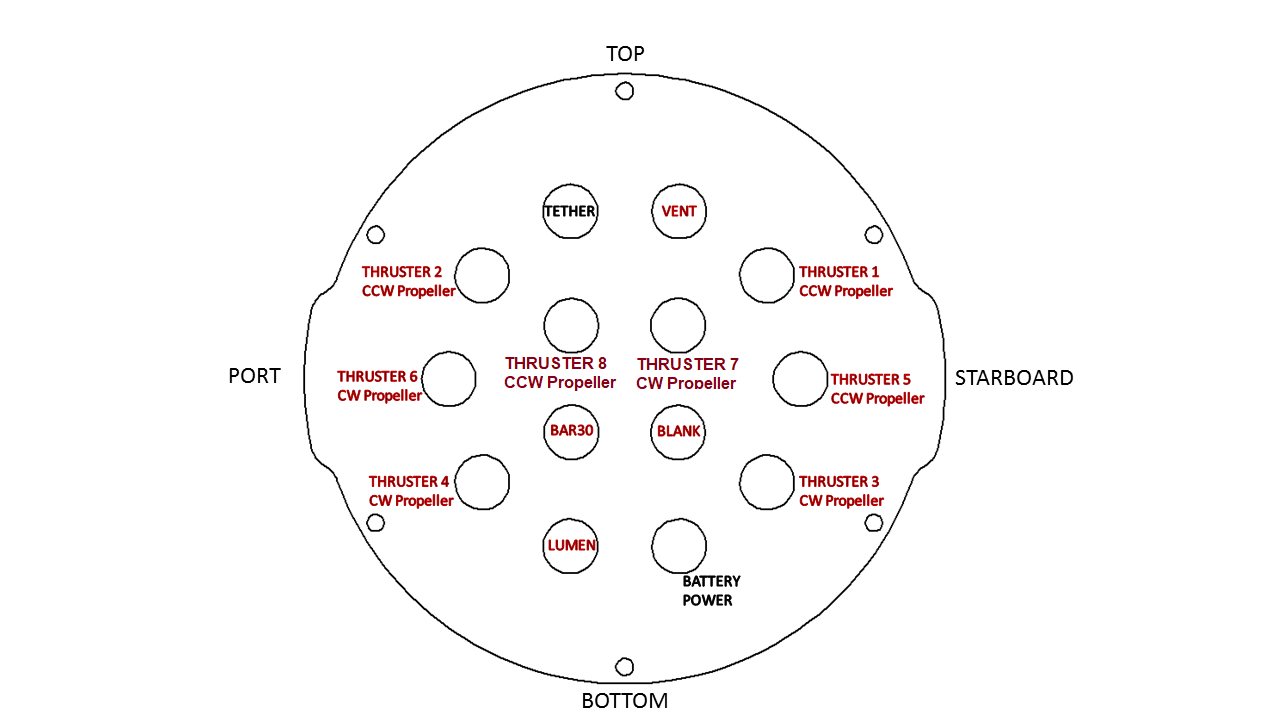 TOP
TETHER
VENT
THRUSTER 2
CCW Propeller
THRUSTER 1
CCW Propeller
PORT
THRUSTER 6
CW Propeller
THRUSTER 8
CCW Propeller
THRUSTER 7
CW Propeller
THRUSTER 5
CCW Propeller
STARBOARD
BAR30
BLANK
THRUSTER 4
CW Propeller
THRUSTER 3
CW Propeller
LUMEN
BATTERY
POWER
BOTTOM